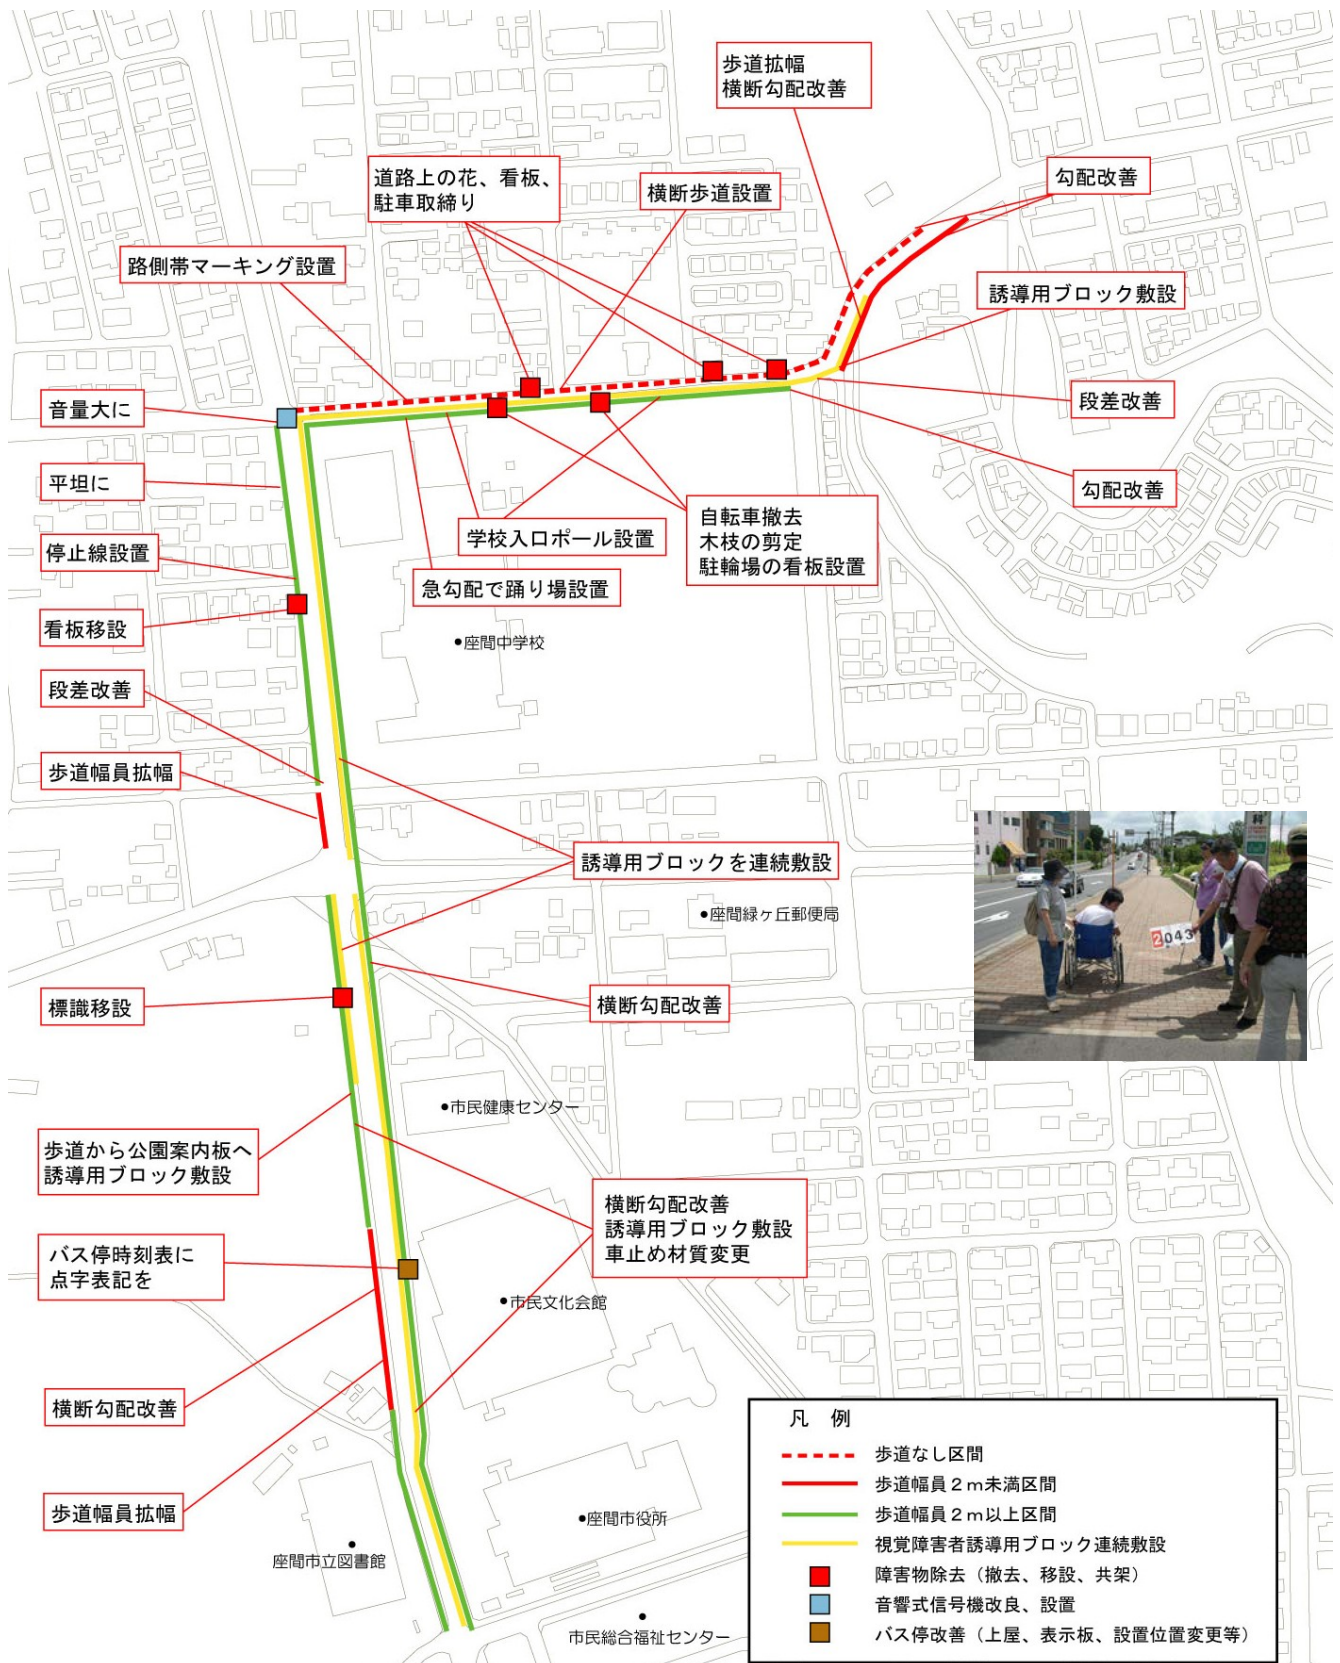 歩道拡幅
横断勾配改善
道路上の花、看板、
駐車取締り
横断歩道設置
勾配改善
路側帯マーキング設置
誘導用ブロック敷設
音量大に
段差改善
平坦に
勾配改善
学校入口ポール設置
自転車撤去
木枝の剪定
駐輪場の看板設置
停止線設置
急勾配で踊り場設置
看板移設
●座間中学校
段差改善
歩道幅員拡幅
誘導用ブロックを連続敷設
●座間緑ヶ丘郵便局
2043
標識移設
横断勾配改善
●市民健康センター
歩道から公園案内板へ
誘導用ブロック敷設
横断勾配改善
誘導用ブロック敷設
車止め材質変更
バス停時刻表に
点字表記を
●市民文化会館
横断勾配改善
歩道幅員拡幅
●座間市役所
座間市立図書館
市民総合福祉センター
凡 例
歩道なし区間
歩道幅員2m未満区間
歩道幅員2m以上区間
視覚障害者誘導用ブロック連続敷設
障害物除去（撤去、移設、共架）
音響式信号機改良、設置
バス停改善（上屋、表示板、設置位置変更等）